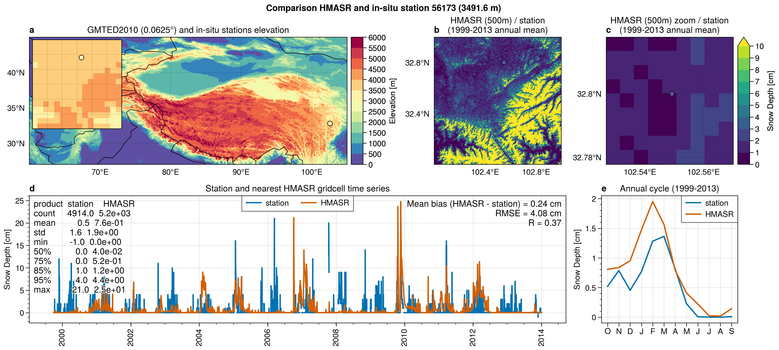 Comparison HMASR and in-situ station 56173 (3491.6 m)
a GMTED2010 (0.0625°) and in-situ stations elevation
40°N
35°N
30°N
70°E 80°E 90°E 100°E
6000
5500
5000
4500
4000
3500
3000
2500
2000
1500
1000
500
0
Elevation [m]
b HMASR (500m) / station
(1999-2013 annual mean)
32.8°N
32.4°N
102.4°E 102.8°E
c HMASR (500m) zoom / station
(1999-2013 annual mean)
32.8°N
32.78°N
102.54°E 102.56°E
10
9
8
7
6
5
4
3
2
1
0
Snow Depth [cm]
d Station and nearest HMASR gridcell time series
product station HMASR
count 4914.0 5.2e+03
mean 0.5 7.6e-01
std 1.6 1.9e+00
min -1.0 0.0e+00
50% 0.0 4.0e-02
75% 0.0 5.2e-01
85% 1.0 1.2e+00
95% 4.0 4.4e+00
max 21.0 2.5e+01
station HMASR
Mean bias (HMASR - station) = 0.24 cm
RMSE = 4.08 cm
R = 0.37
25
20
15
10
5
0
Snow Depth [cm]
2000 2002 2004 2006 2008 2010 2012 2014
e Annual cycle (1999-2013)
station
HMASR
2
1.5
1
0.5
0
Snow Depth [cm]
O N D J F M A M J J A S